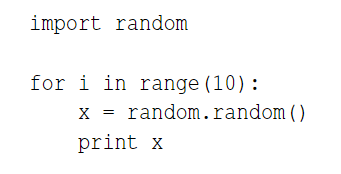 import random

for i in range(10):
    x = random.random()
    print x